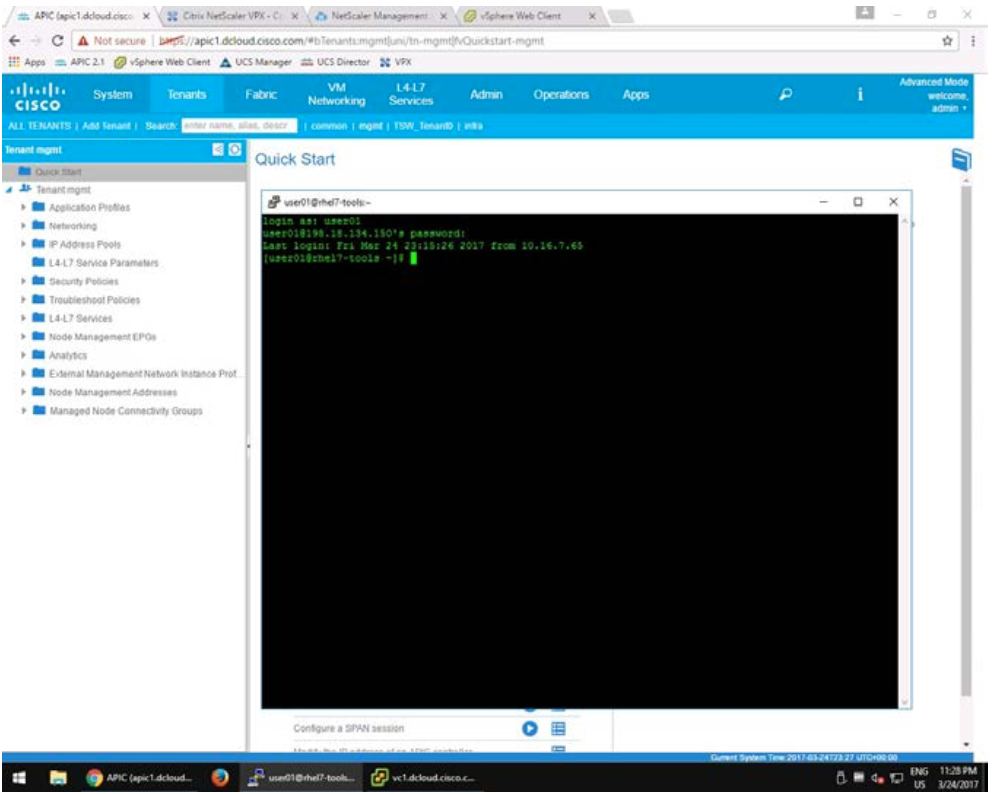 APIC (apic1.dcloud.cisco
Citrix NetScaler VPX - C
NetScaler Management
vSphere Web Client
Not secure | https://apic1.dcloud.cisco.com/#bTenants:mgmt|uni/tn-mgmt|fvQuickstart-mgmt
Apps APIC 2.1 vSphere Web Client UCS Manager UCS Director VPX
CISCO
System Tenants Fabric VM Networking L4-L7 Services Admin Operations Apps
Advanced Mode
welcome,
admin
ALL TENANTS | Add Tenant | Search: enter name, alias, descr | common | mgmt | TSW_Tenant0 | infra
Tenant mgmt
Quick Start
Tenant mgmt
Application Profiles
Networking
IP Address Pools
L4-L7 Service Parameters
Security Policies
Troubleshoot Policies
L4-L7 Services
Node Management EPGs
Analytics
External Management Network Instance Prof...
Node Management Addresses
Managed Node Connectivity Groups
Quick Start
user01@rhel7-tools:~
login as: user01
user01@198.18.134.150's password:
Last login: Fri Mar 24 23:15:26 2017 from 10.16.7.65
[user01@rhel7-tools ~]$
Configure a SPAN session
Modify the IP address of an APIC controller
Current System Time:2017-03-24T23:27 UTC+00:00
APIC (apic1.dcloud...
user01@rhel7-tools...
vc1.dcloud.cisco.c...
ENG
US
11:28 PM
3/24/2017